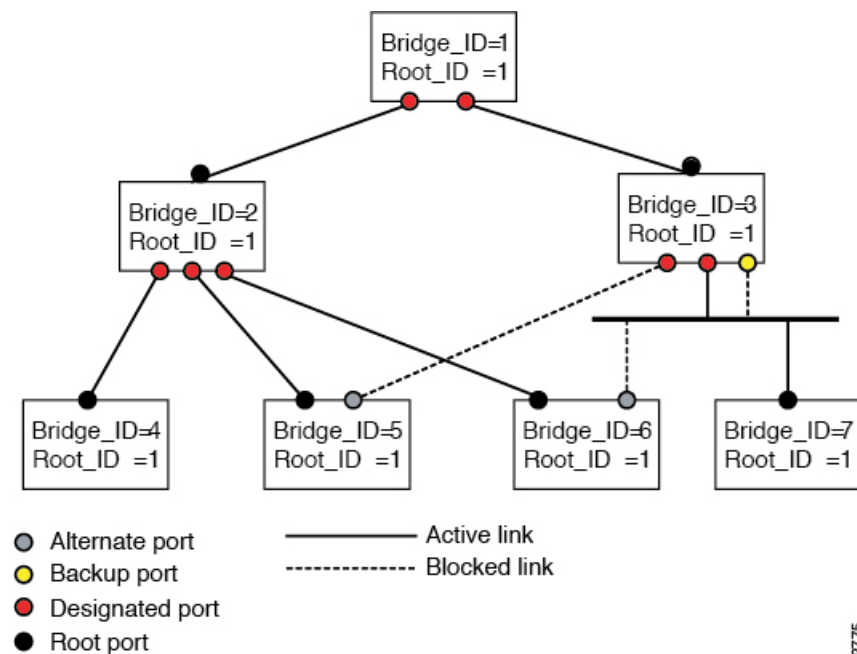 Bridge_ID=1
Root_ID =1
Bridge_ID=2
Root_ID =1
Bridge_ID=3
Root_ID =1
Bridge_ID=4
Root_ID =1
Bridge_ID=5
Root_ID =1
Bridge_ID=6
Root_ID =1
Bridge_ID=7
Root_ID =1
Alternate port
Backup port
Designated port
Root port
Active link
Blocked link